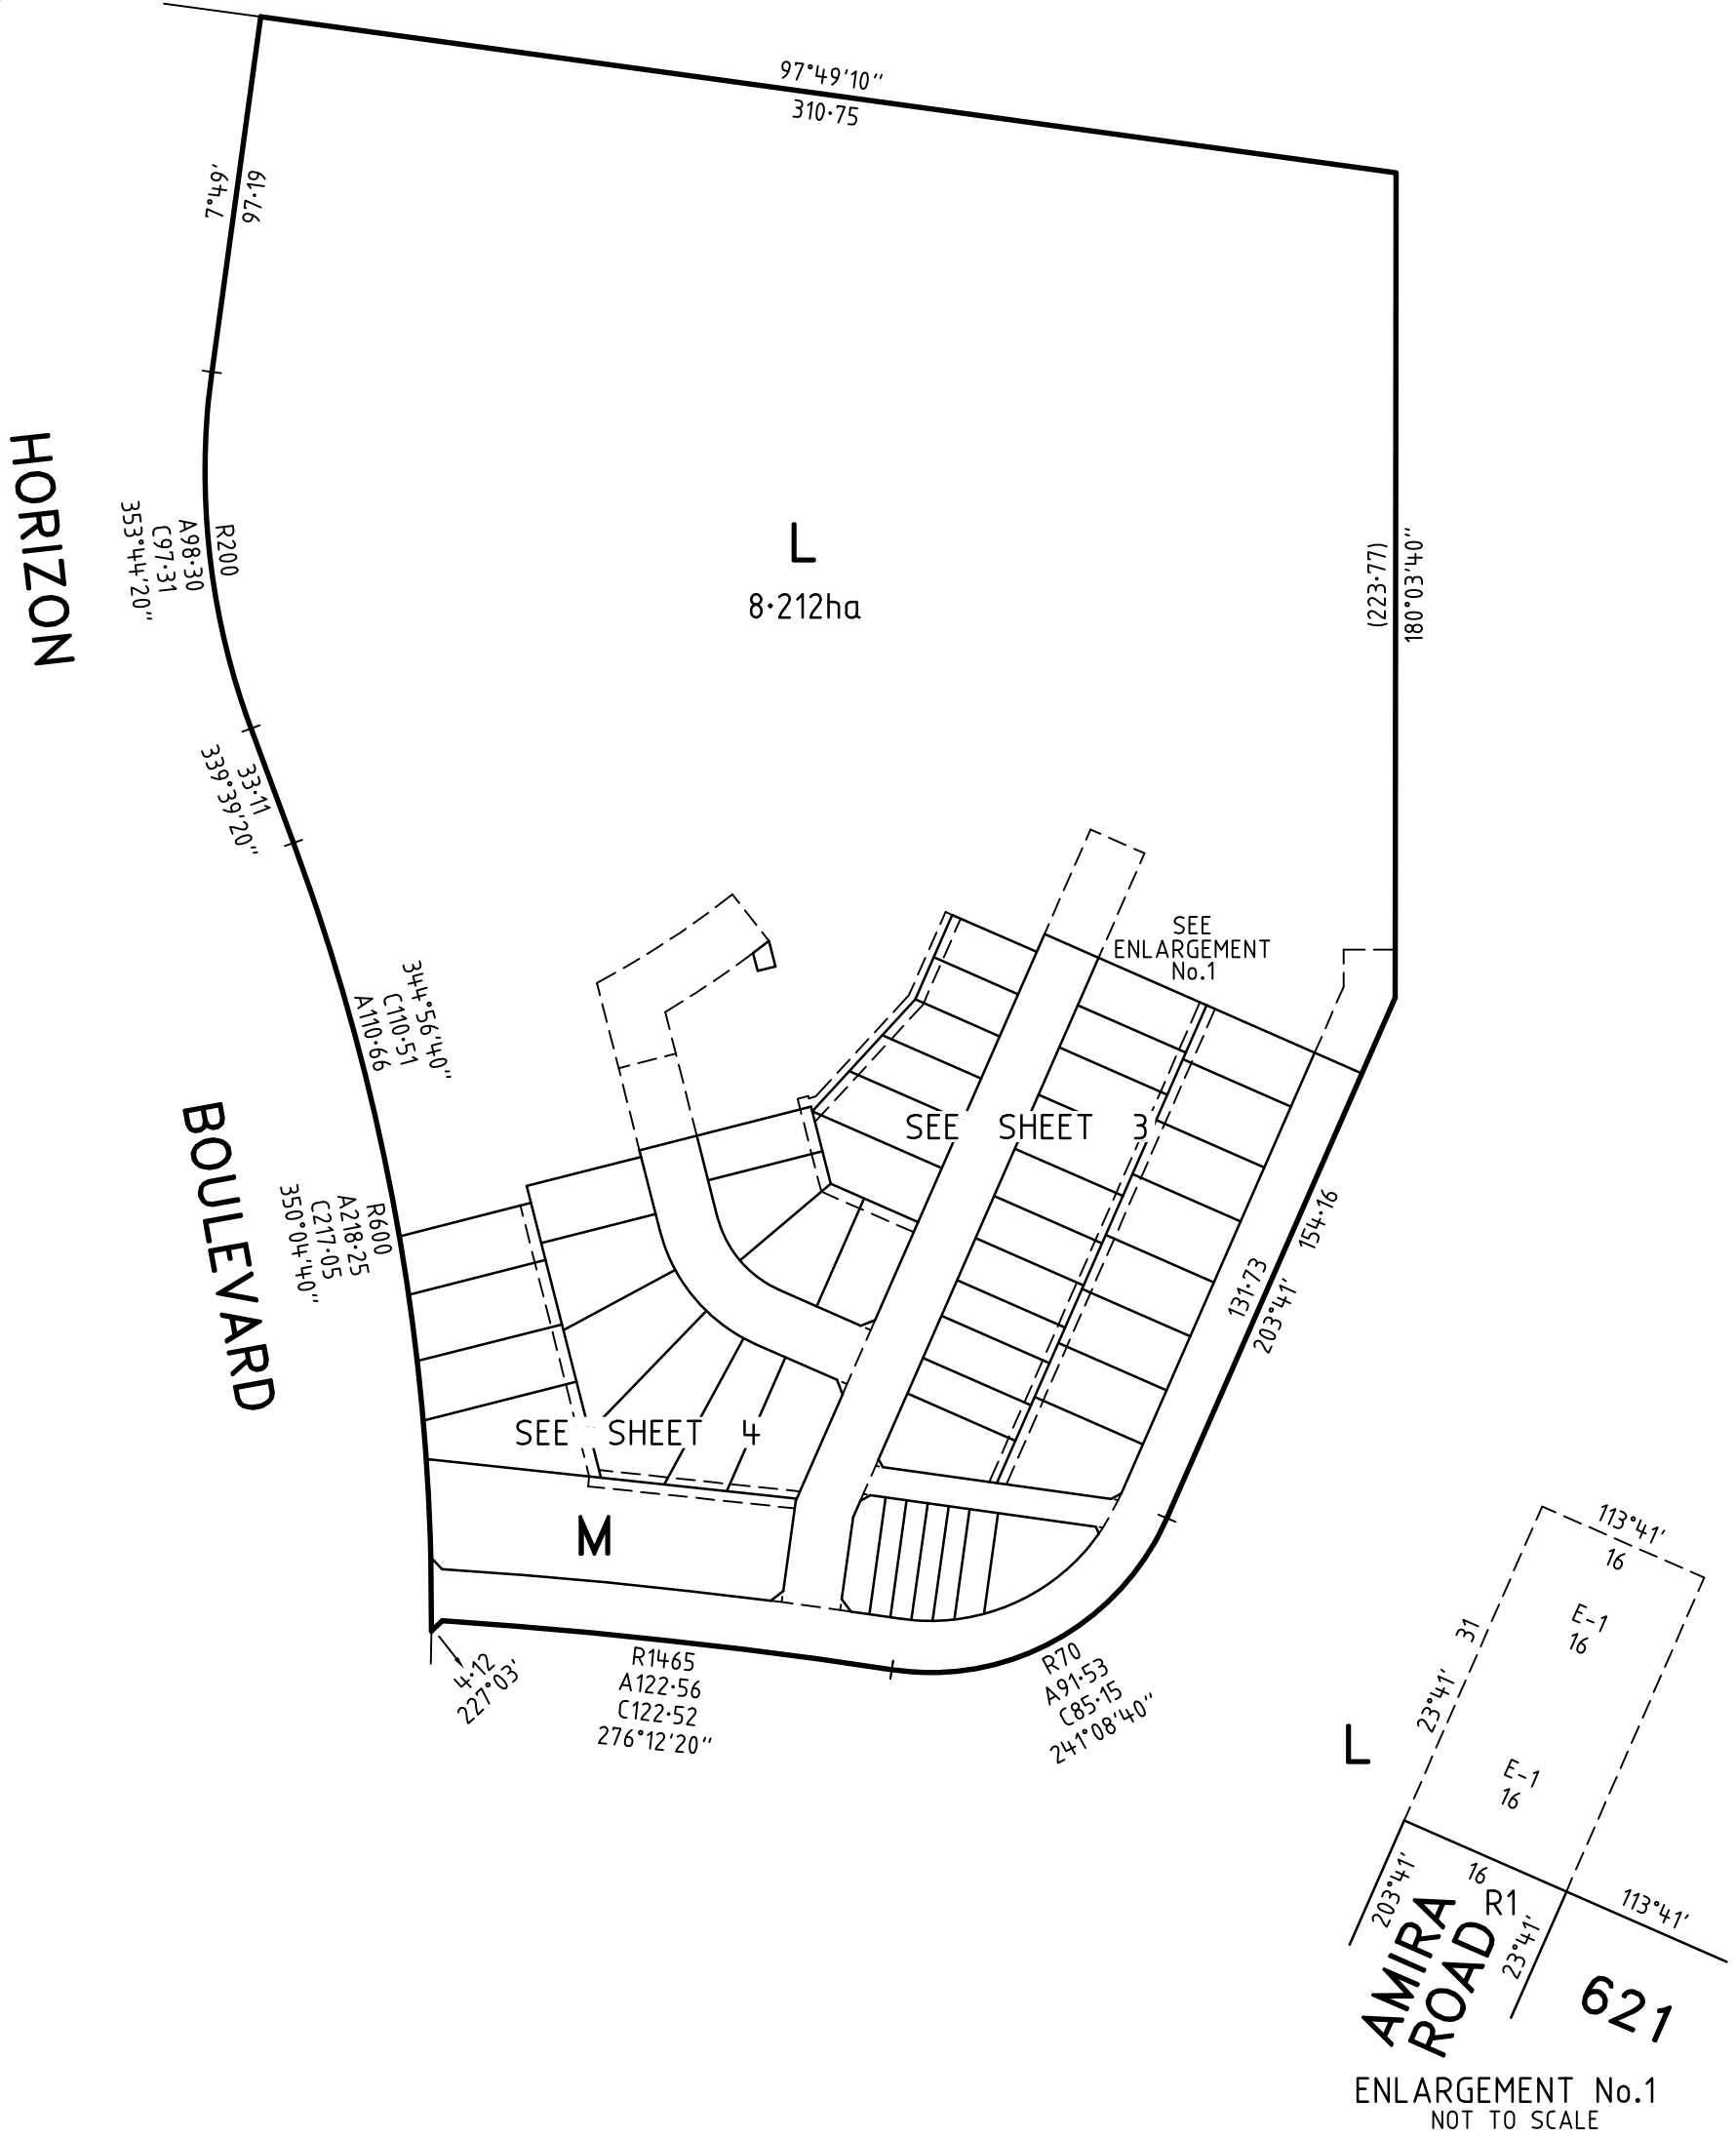 97°49'10"
310·75
7°49'
97·19
HORIZON
R200
A98·30
C97·31
353°44'20"
L
8·212ha
(223·77)
180°03'40"
33·11
339°39'20"
SEE
ENLARGEMENT
No.1
344°56'40"
C110·51
A110·66
BOULEVARD
SEE SHEET 3
R600
A218·25
C217·05
350°04'40"
154·16
131·73
203°41'
SEE SHEET 4
M
4·12
227°03'
R1465
A122·56
C122·52
276°12'20"
R70
A91·53
C85·15
241°08'40"
113°41'
16
E-1
16
31
23°41'
L
E-1
16
203°41'
16
R1
113°41'
AMIRA
ROAD
23°41'
621
ENLARGEMENT No.1
NOT TO SCALE